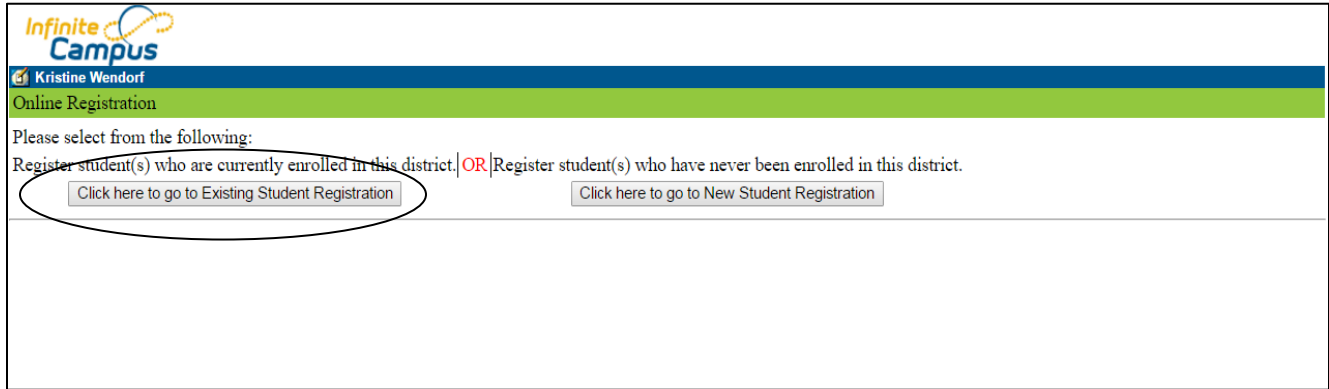 Infinite
Campus
Kristine Wendorf
Online Registration
Please select from the following:
Register student(s) who are currently enrolled in this district. OR Register student(s) who have never been enrolled in this district.
Click here to go to Existing Student Registration Click here to go to New Student Registration